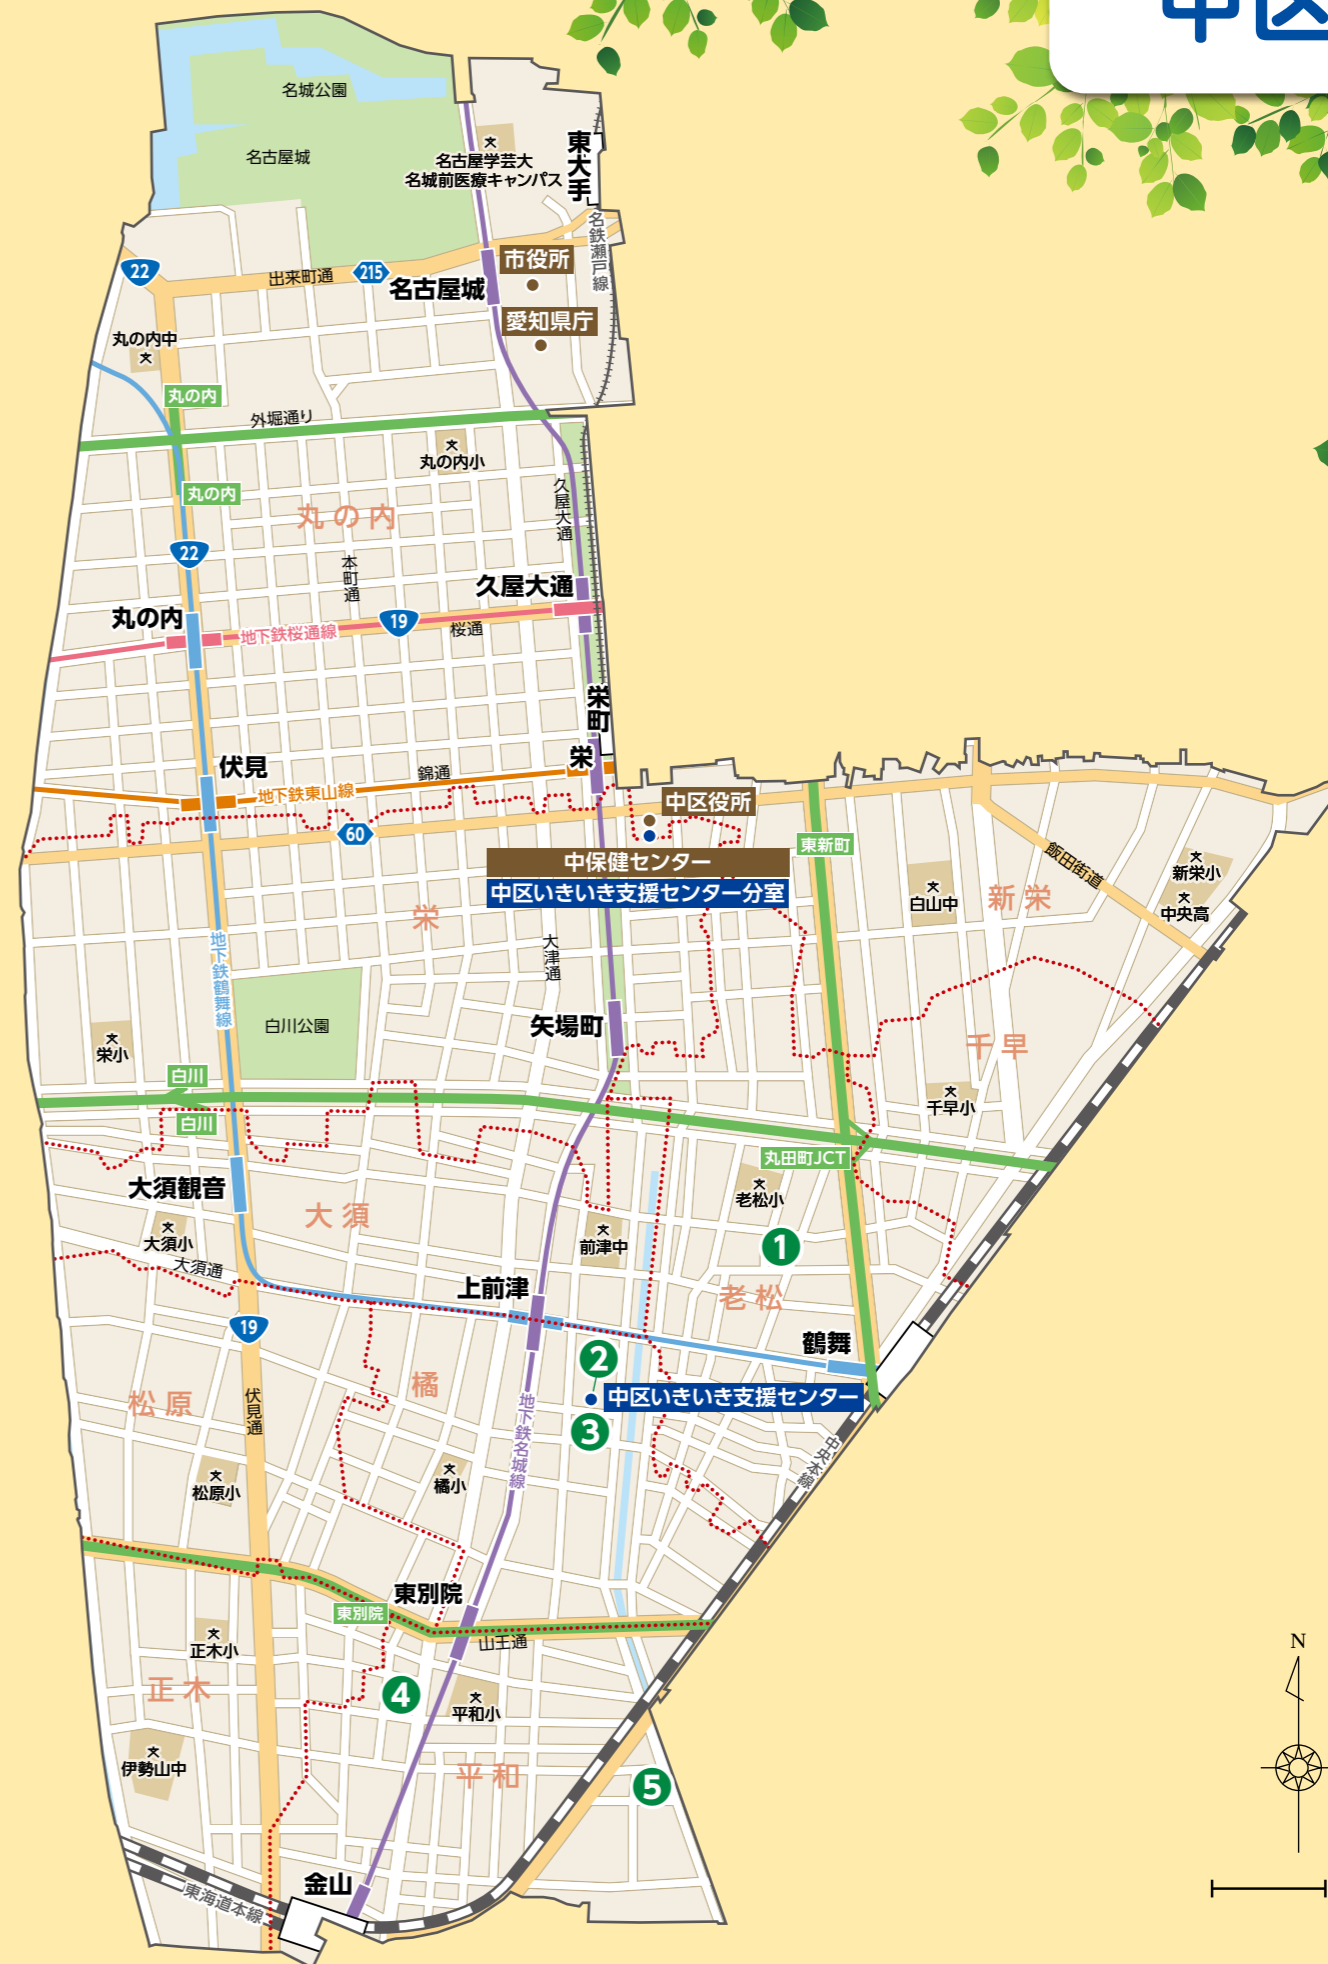 中区
名城公園
名古屋城
名古屋学芸大
名城前医療キャンパス
東大手
名鉄瀬戸線
22
出来町通
215
名古屋城
市役所
愛知県庁
丸の内中
丸の内
外堀通り
丸の内小
丸の内
丸の内
久屋大通
22
本町通
久屋大通
丸の内
地下鉄桜通線
19
桜通
栄町
栄
伏見
地下鉄東山線
錦通
60
中区役所
中保健センター
中区いきいき支援センター分室
東新町
飯田街道
新栄小
中央高
白山中
新栄
栄
大津通
地下鉄鶴舞線
白川公園
矢場町
栄小
千早
千早小
白川
白川
丸田町JCT
老松小
大須観音
大須
大須小
前津中
1
大須通
上前津
老松
19
鶴舞
2
中区いきいき支援センター
3
橘
松原
伏見通
地下鉄名城線
中央本線
松原小
橘小
東別院
東別院
山王通
正木小
正木
4
平和小
伊勢山中
平和
5
金山
東海道本線
N